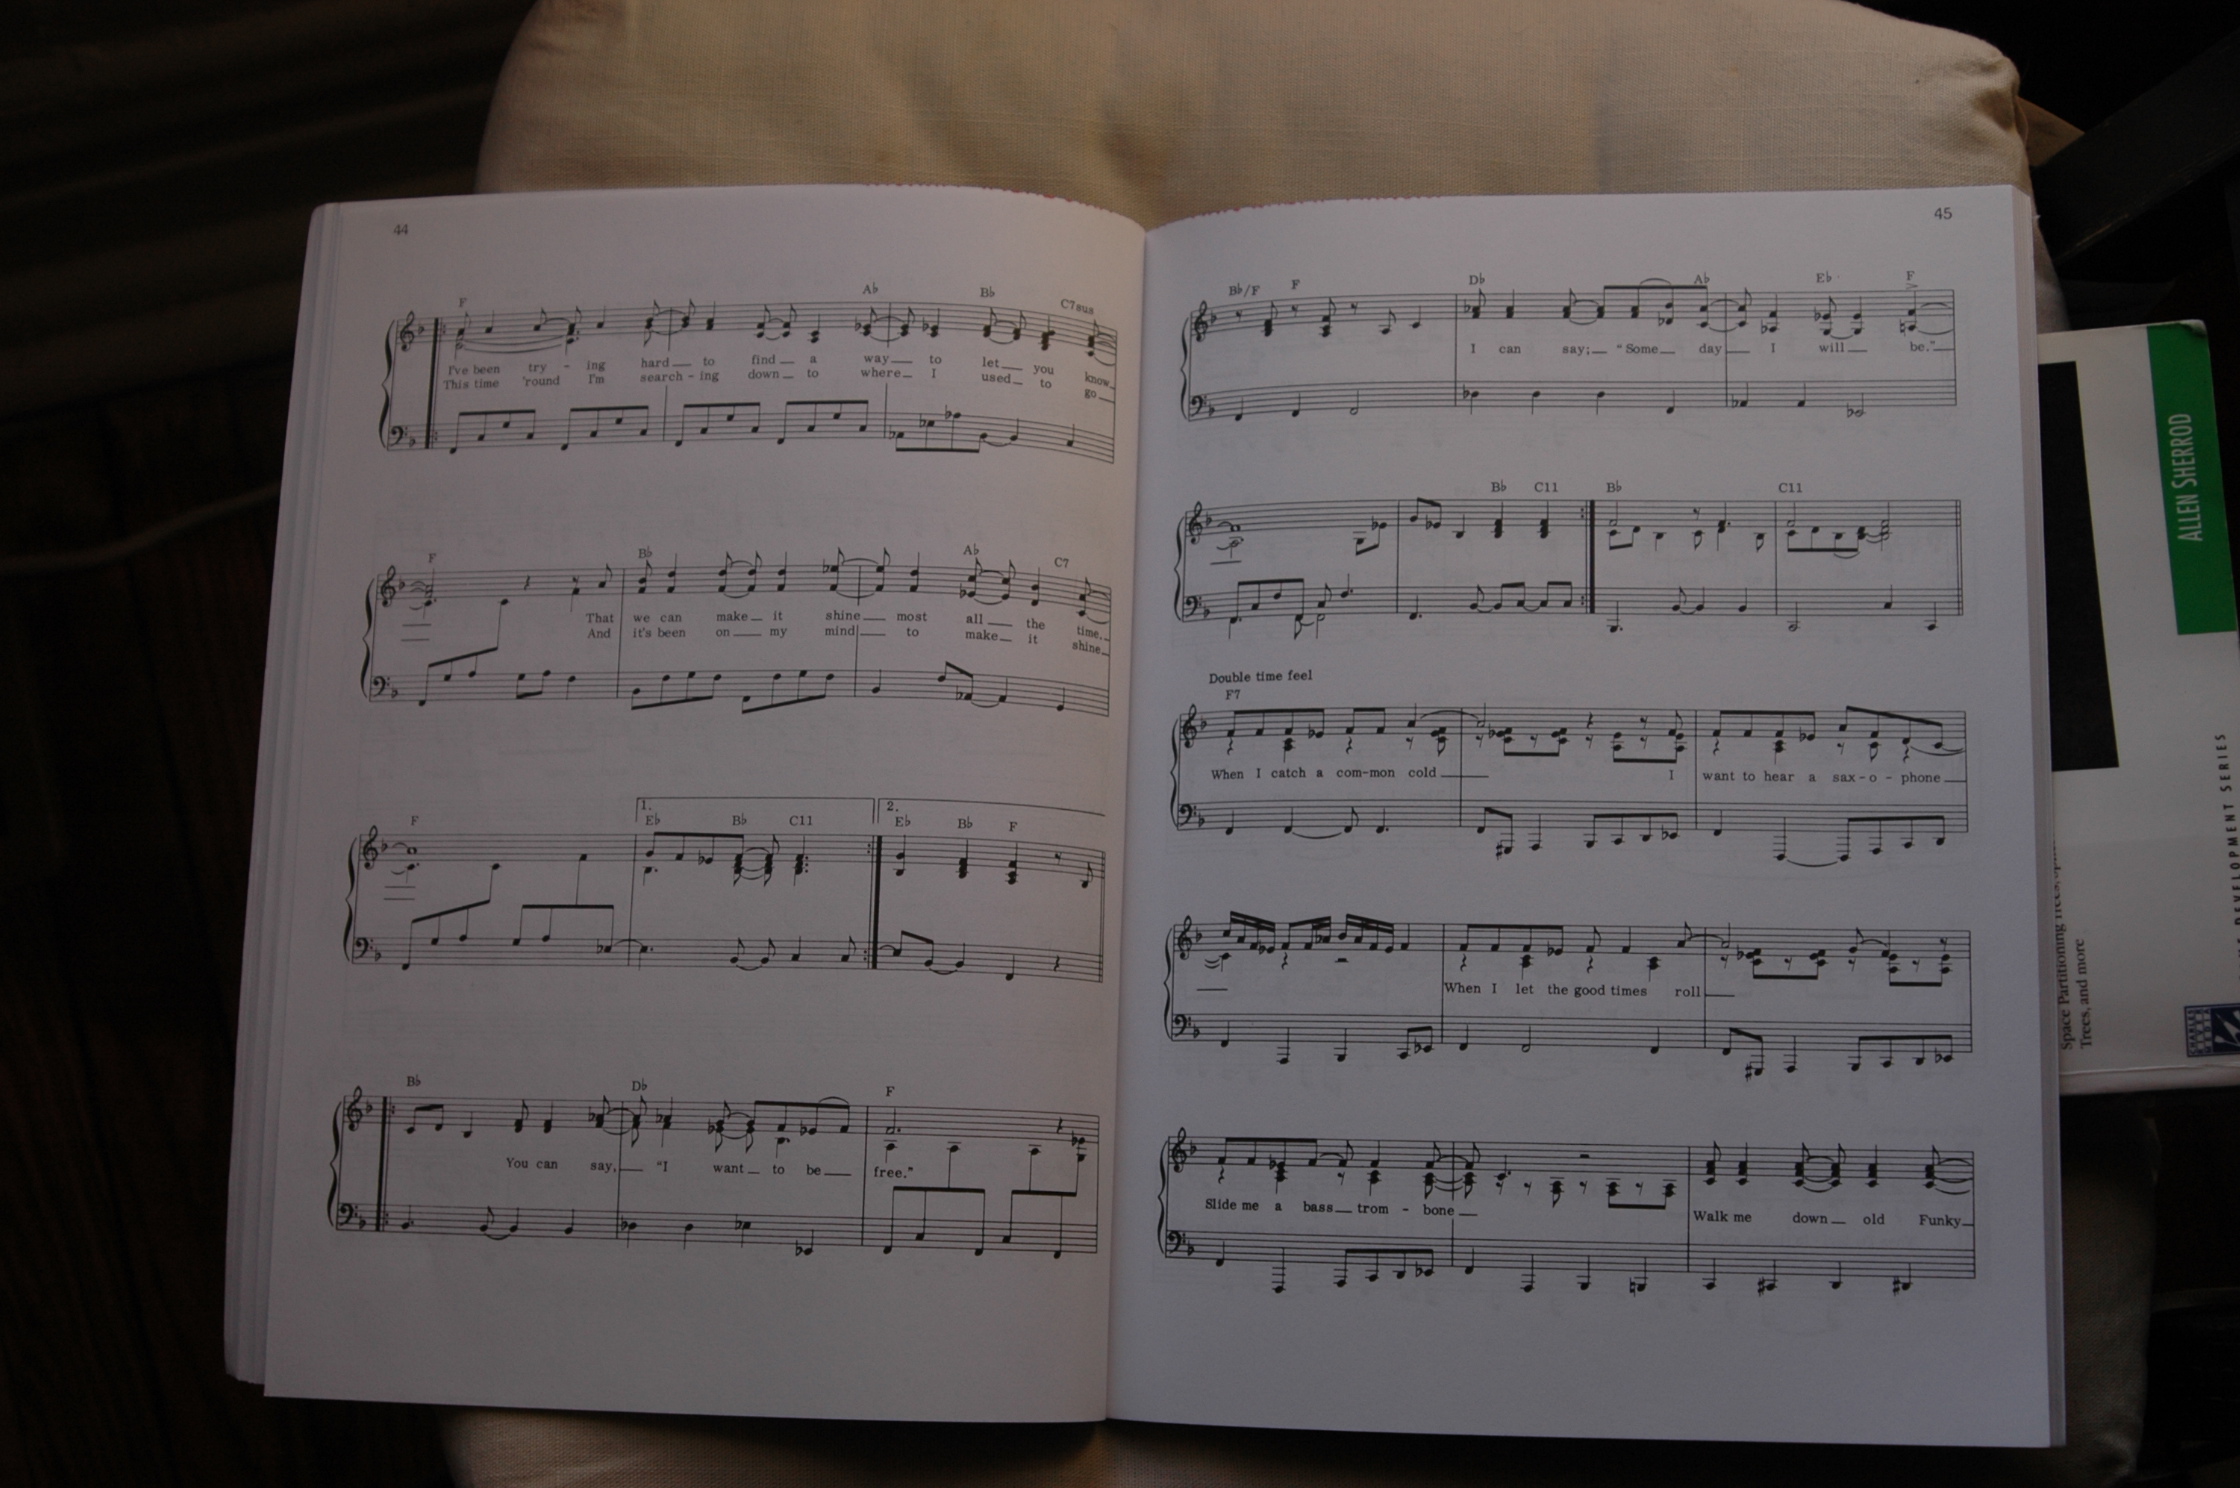 44
F Ab Bb C7sus
I've been try - ing hard to find a way to let you know
This time 'round I'm search - ing down to where I used to go
F Bb Ab C7
That we can make it shine most all the time.
And it's been on my mind to make it shine
1. 2.
F Eb Bb C11 Eb Bb F
Bb Db F
You can say, "I want to be free."
45
B♭/F F D♭ A♭ E♭ F
I can say; "Some day I will be."
B♭ C11 B♭ C11
Double time feel
F7
When I catch a com-mon cold I want to hear a sax-o-phone
When I let the good times roll
Slide me a bass trom - bone Walk me down old Funky
ALLEN SHERROD
DEVELOPMENT SERIES
Space Partitioning Trees,
Trees, and more
CHARLES
RIVER
MEDIA